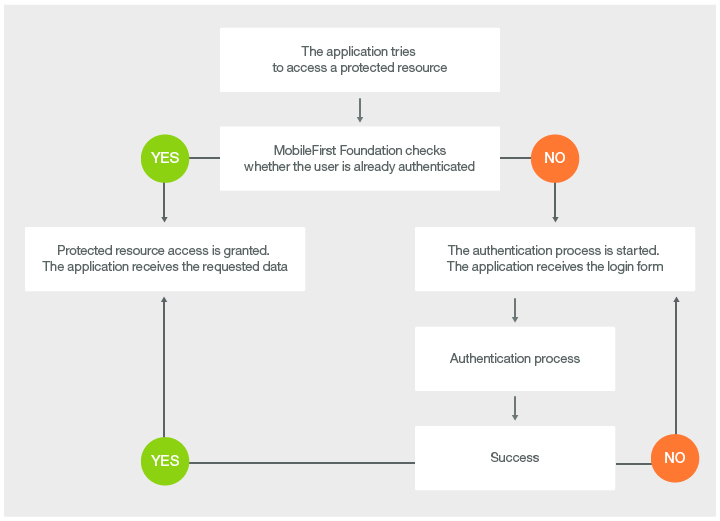 The application tries
to access a protected resource
YES
MobileFirst Foundation checks
whether the user is already authenticated
NO
Protected resource access is granted.
The application receives the requested data
The authentication process is started.
The application receives the login form
Authentication process
YES
Success
NO